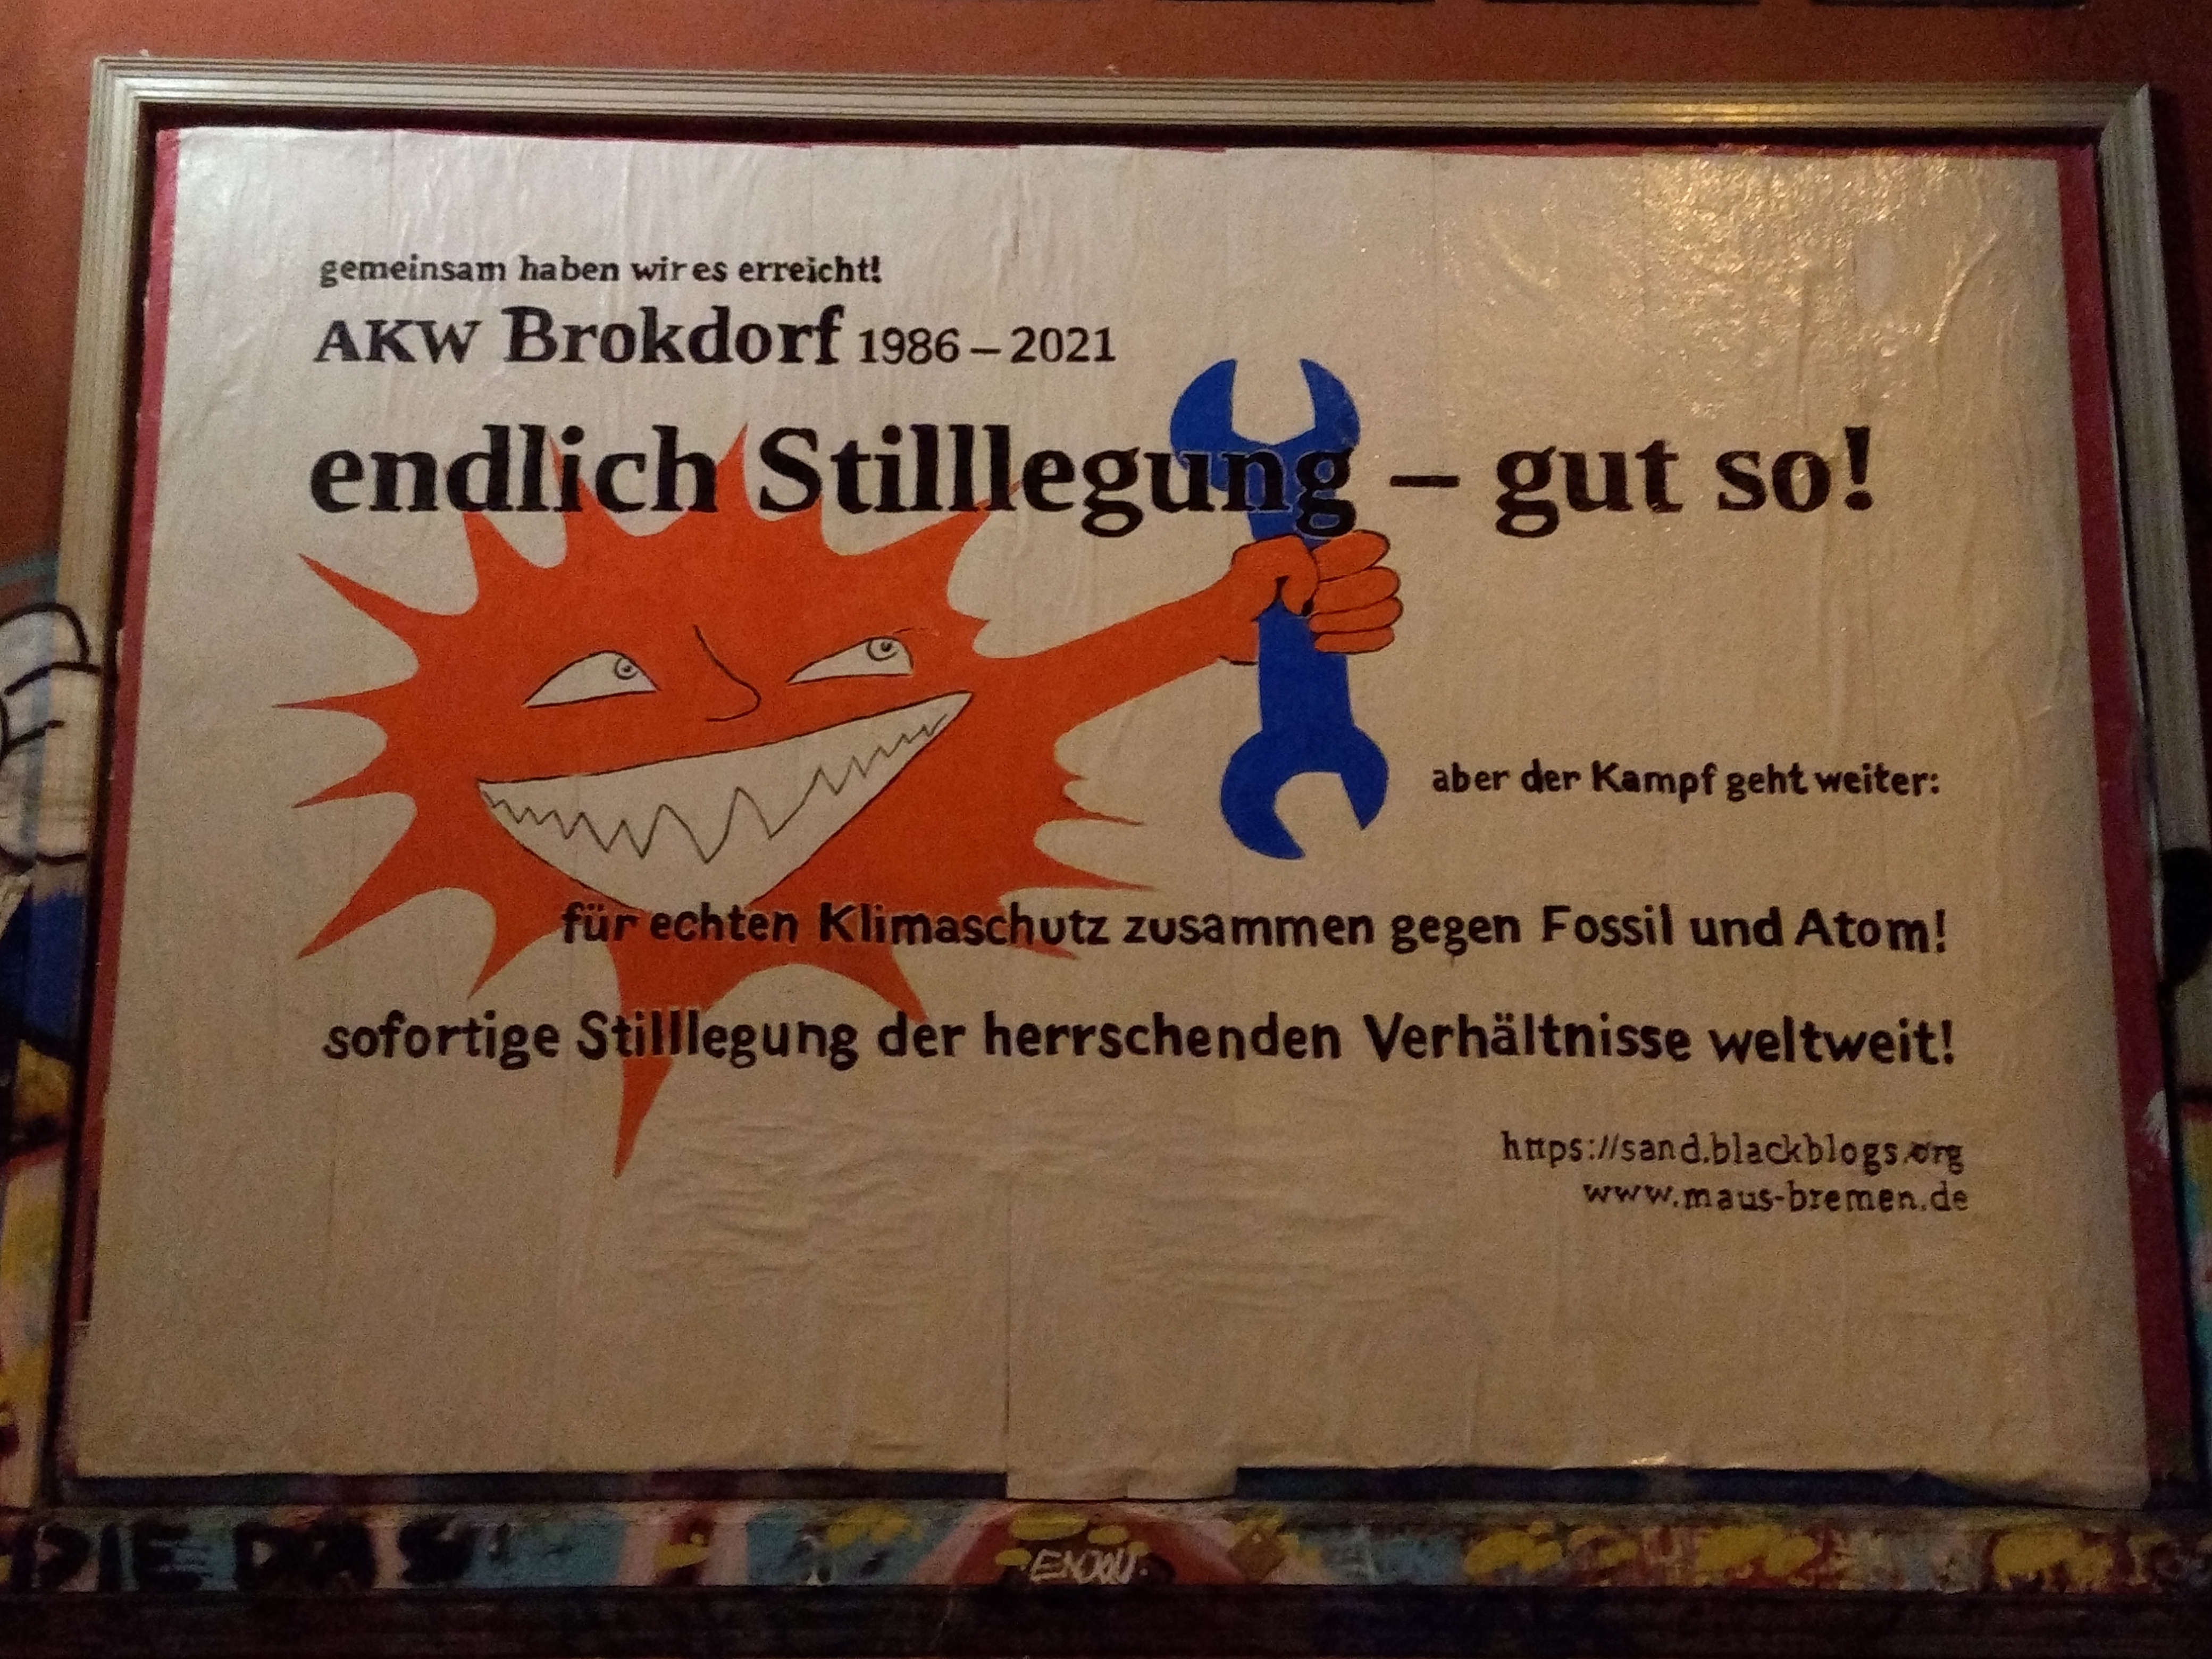 gemeinsam haben wir es erreicht!
AKW Brokdorf 1986 – 2021
endlich Stilllegung – gut so!
aber der Kampf geht weiter:
für echten Klimaschutz zusammen gegen Fossil und Atom!
sofortige Stilllegung der herrschenden Verhältnisse weltweit!
https://sand.blackblogs.org
www.maus-bremen.de